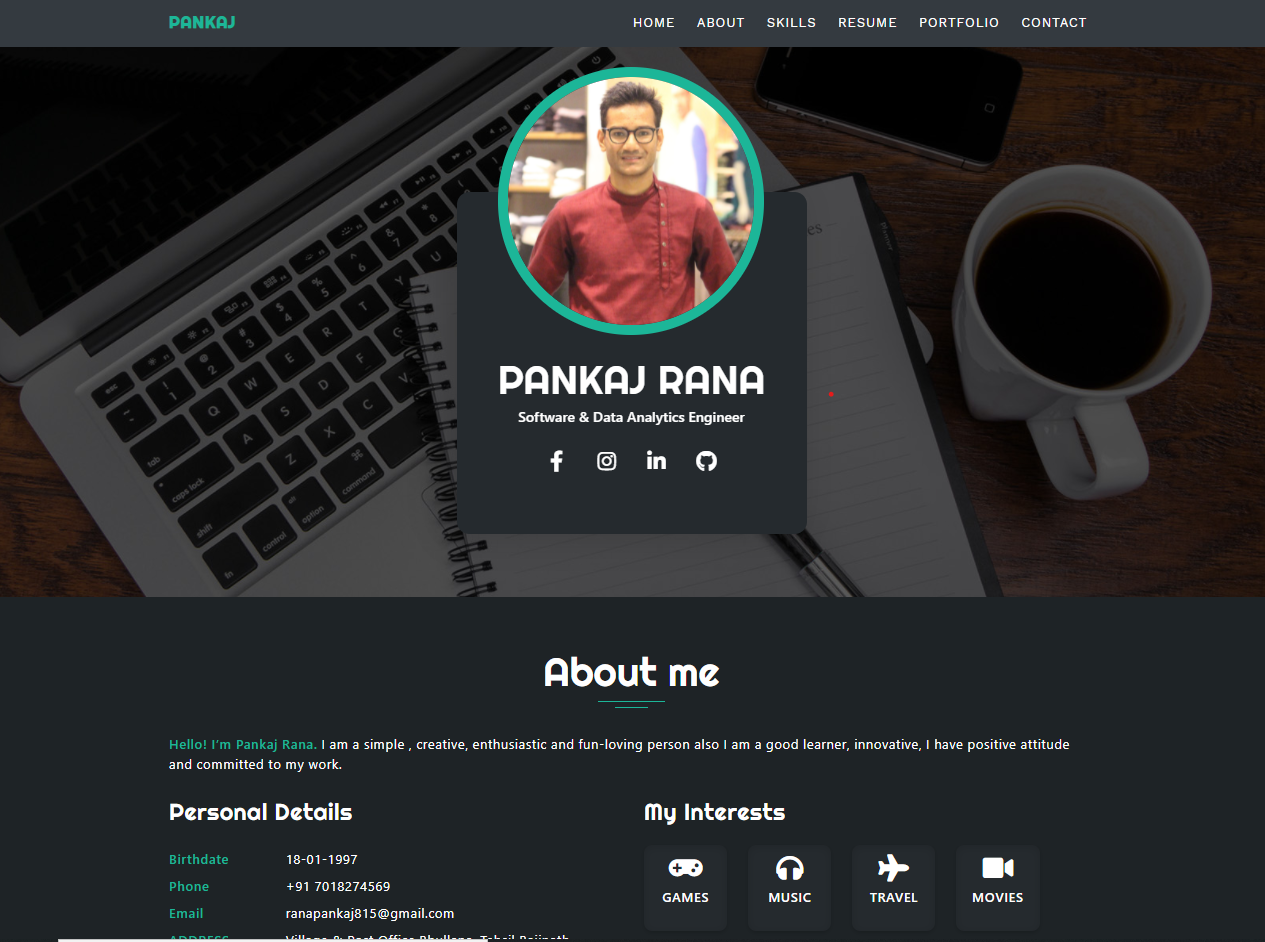 PANKAJ
HOME ABOUT SKILLS RESUME PORTFOLIO CONTACT
PANKAJ RANA
Software & Data Analytics Engineer
About me
Hello! I'm Pankaj Rana. I am a simple , creative, enthusiastic and fun-loving person also I am a good learner, innovative, I have positive attitude
and committed to my work.
Personal Details
Birthdate 18-01-1997
Phone +91 7018274569
Email ranapankaj815@gmail.com
ADDRESS
My Interests
GAMES MUSIC TRAVEL MOVIES